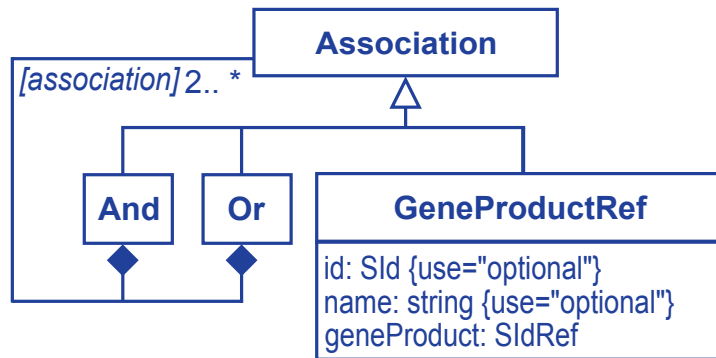 Association
[association] 2.. *
And
Or
GeneProductRef
id: SId {use="optional"}
name: string {use="optional"}
geneProduct: SIdRef